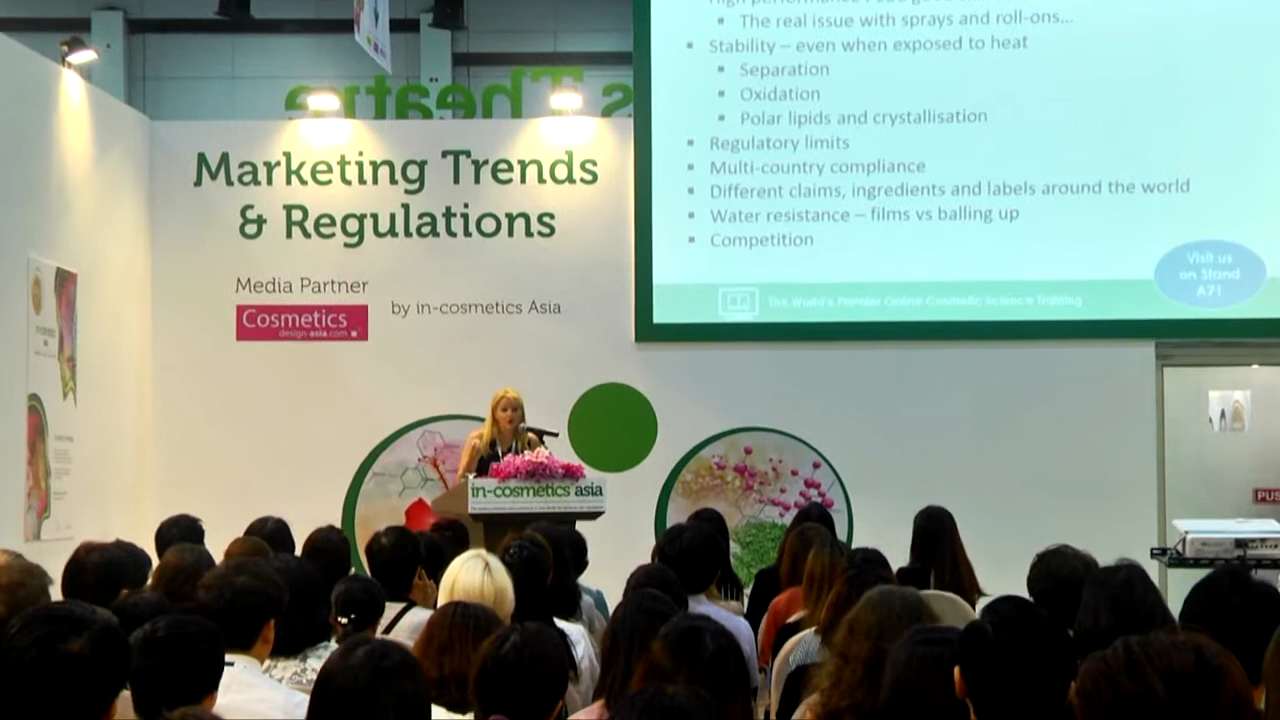 Theatre
Marketing Trends
& Regulations
Media Partner
Cosmetics
design-asia.com
by in-cosmetics Asia
The real issue with sprays and roll-ons...
Stability – even when exposed to heat
Separation
Oxidation
Polar lipids and crystallisation
Regulatory limits
Multi-country compliance
Different claims, ingredients and labels around the world
Water resistance – films vs balling up
Competition
Visit us
on Stand
A71
The World's Premier Online Cosmetic Science Training
in-cosmetics asia
PUS